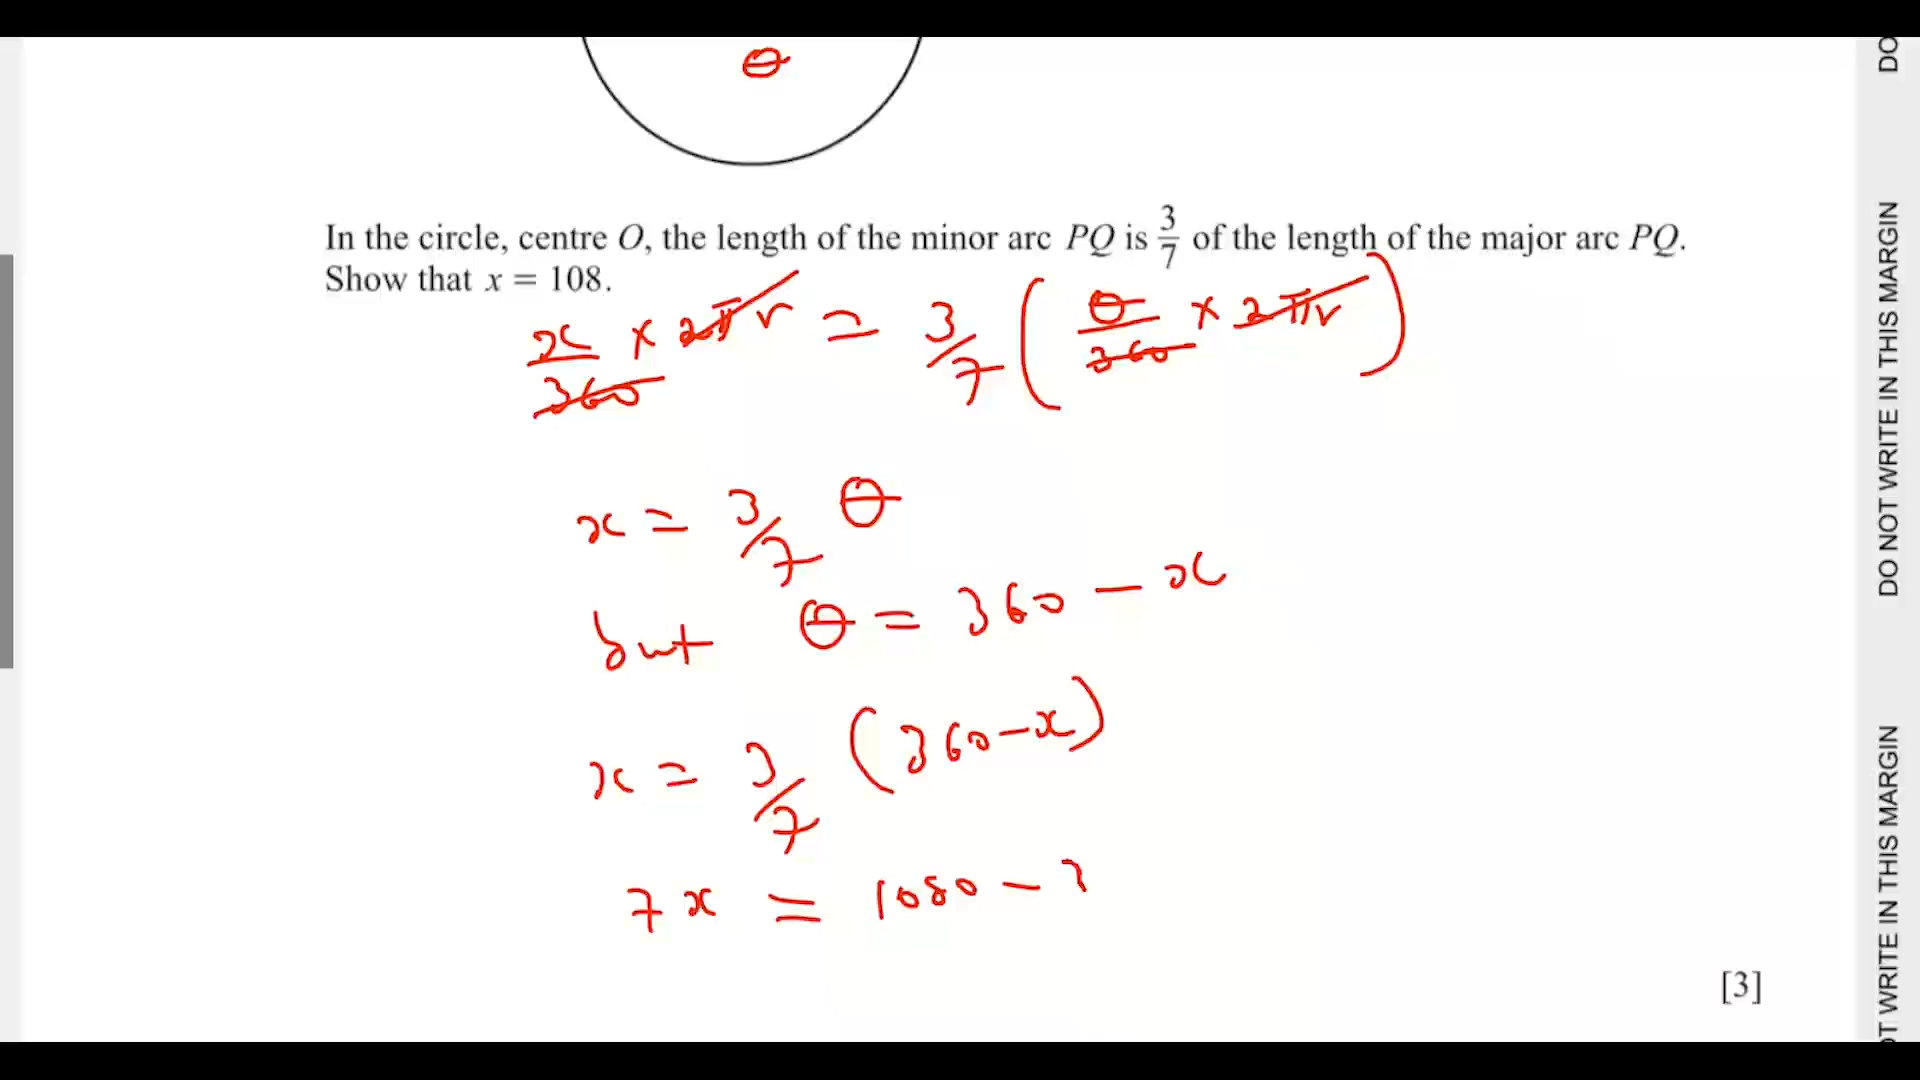 θ
In the circle, centre O, the length of the minor arc PQ is 3/7 of the length of the major arc PQ.
Show that x = 108.
x/360 × 2πr = 3/7 (θ/360 × 2πr)
x = 3/7 θ
but θ = 360 − x
x = 3/7 (360 − x)
7x = 1080 − 3
[3]
DO
DO NOT WRITE IN THIS MARGIN
OT WRITE IN THIS MARGIN